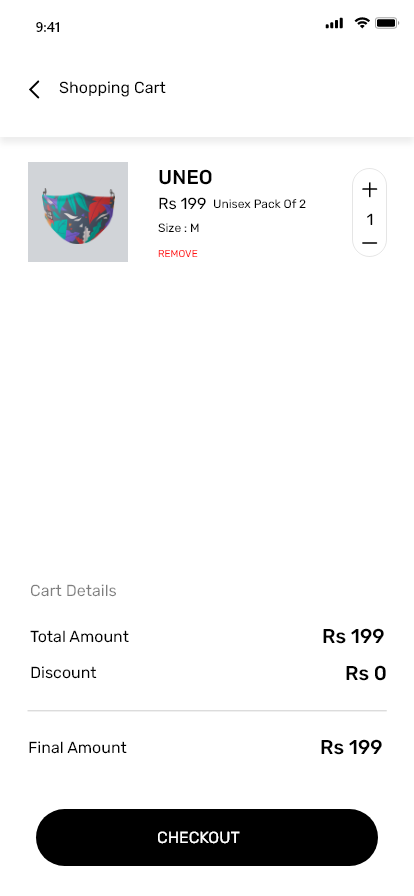 9:41
Shopping Cart
UNEO
Rs 199 Unisex Pack Of 2
Size : M
REMOVE
1
Cart Details
Total Amount Rs 199
Discount Rs 0
Final Amount Rs 199
CHECKOUT